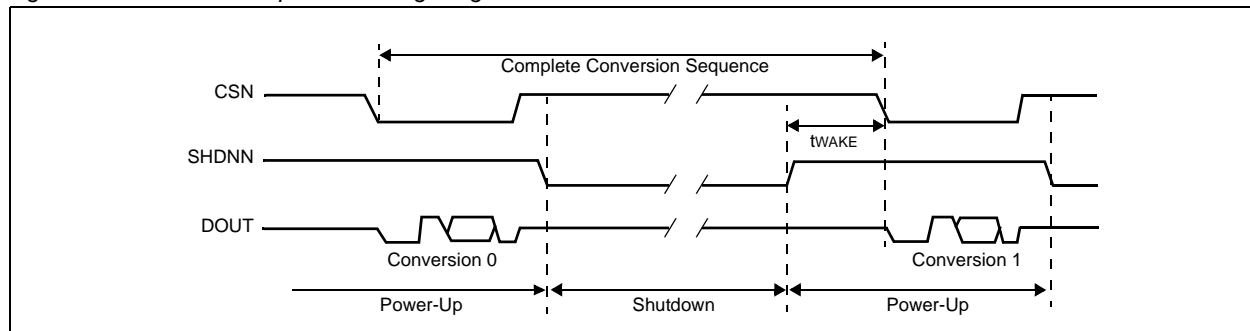 Complete Conversion Sequence
CSN
tWAKE
SHDNN
DOUT
Conversion 0
Conversion 1
Power-Up
Shutdown
Power-Up